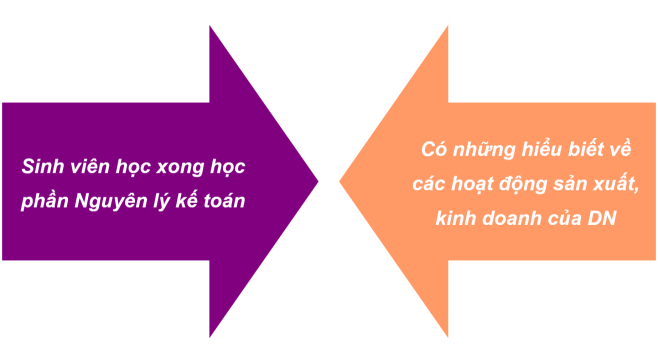 Sinh viên học xong học
phần Nguyên lý kế toán
Có những hiểu biết về
các hoạt động sản xuất,
kinh doanh của DN